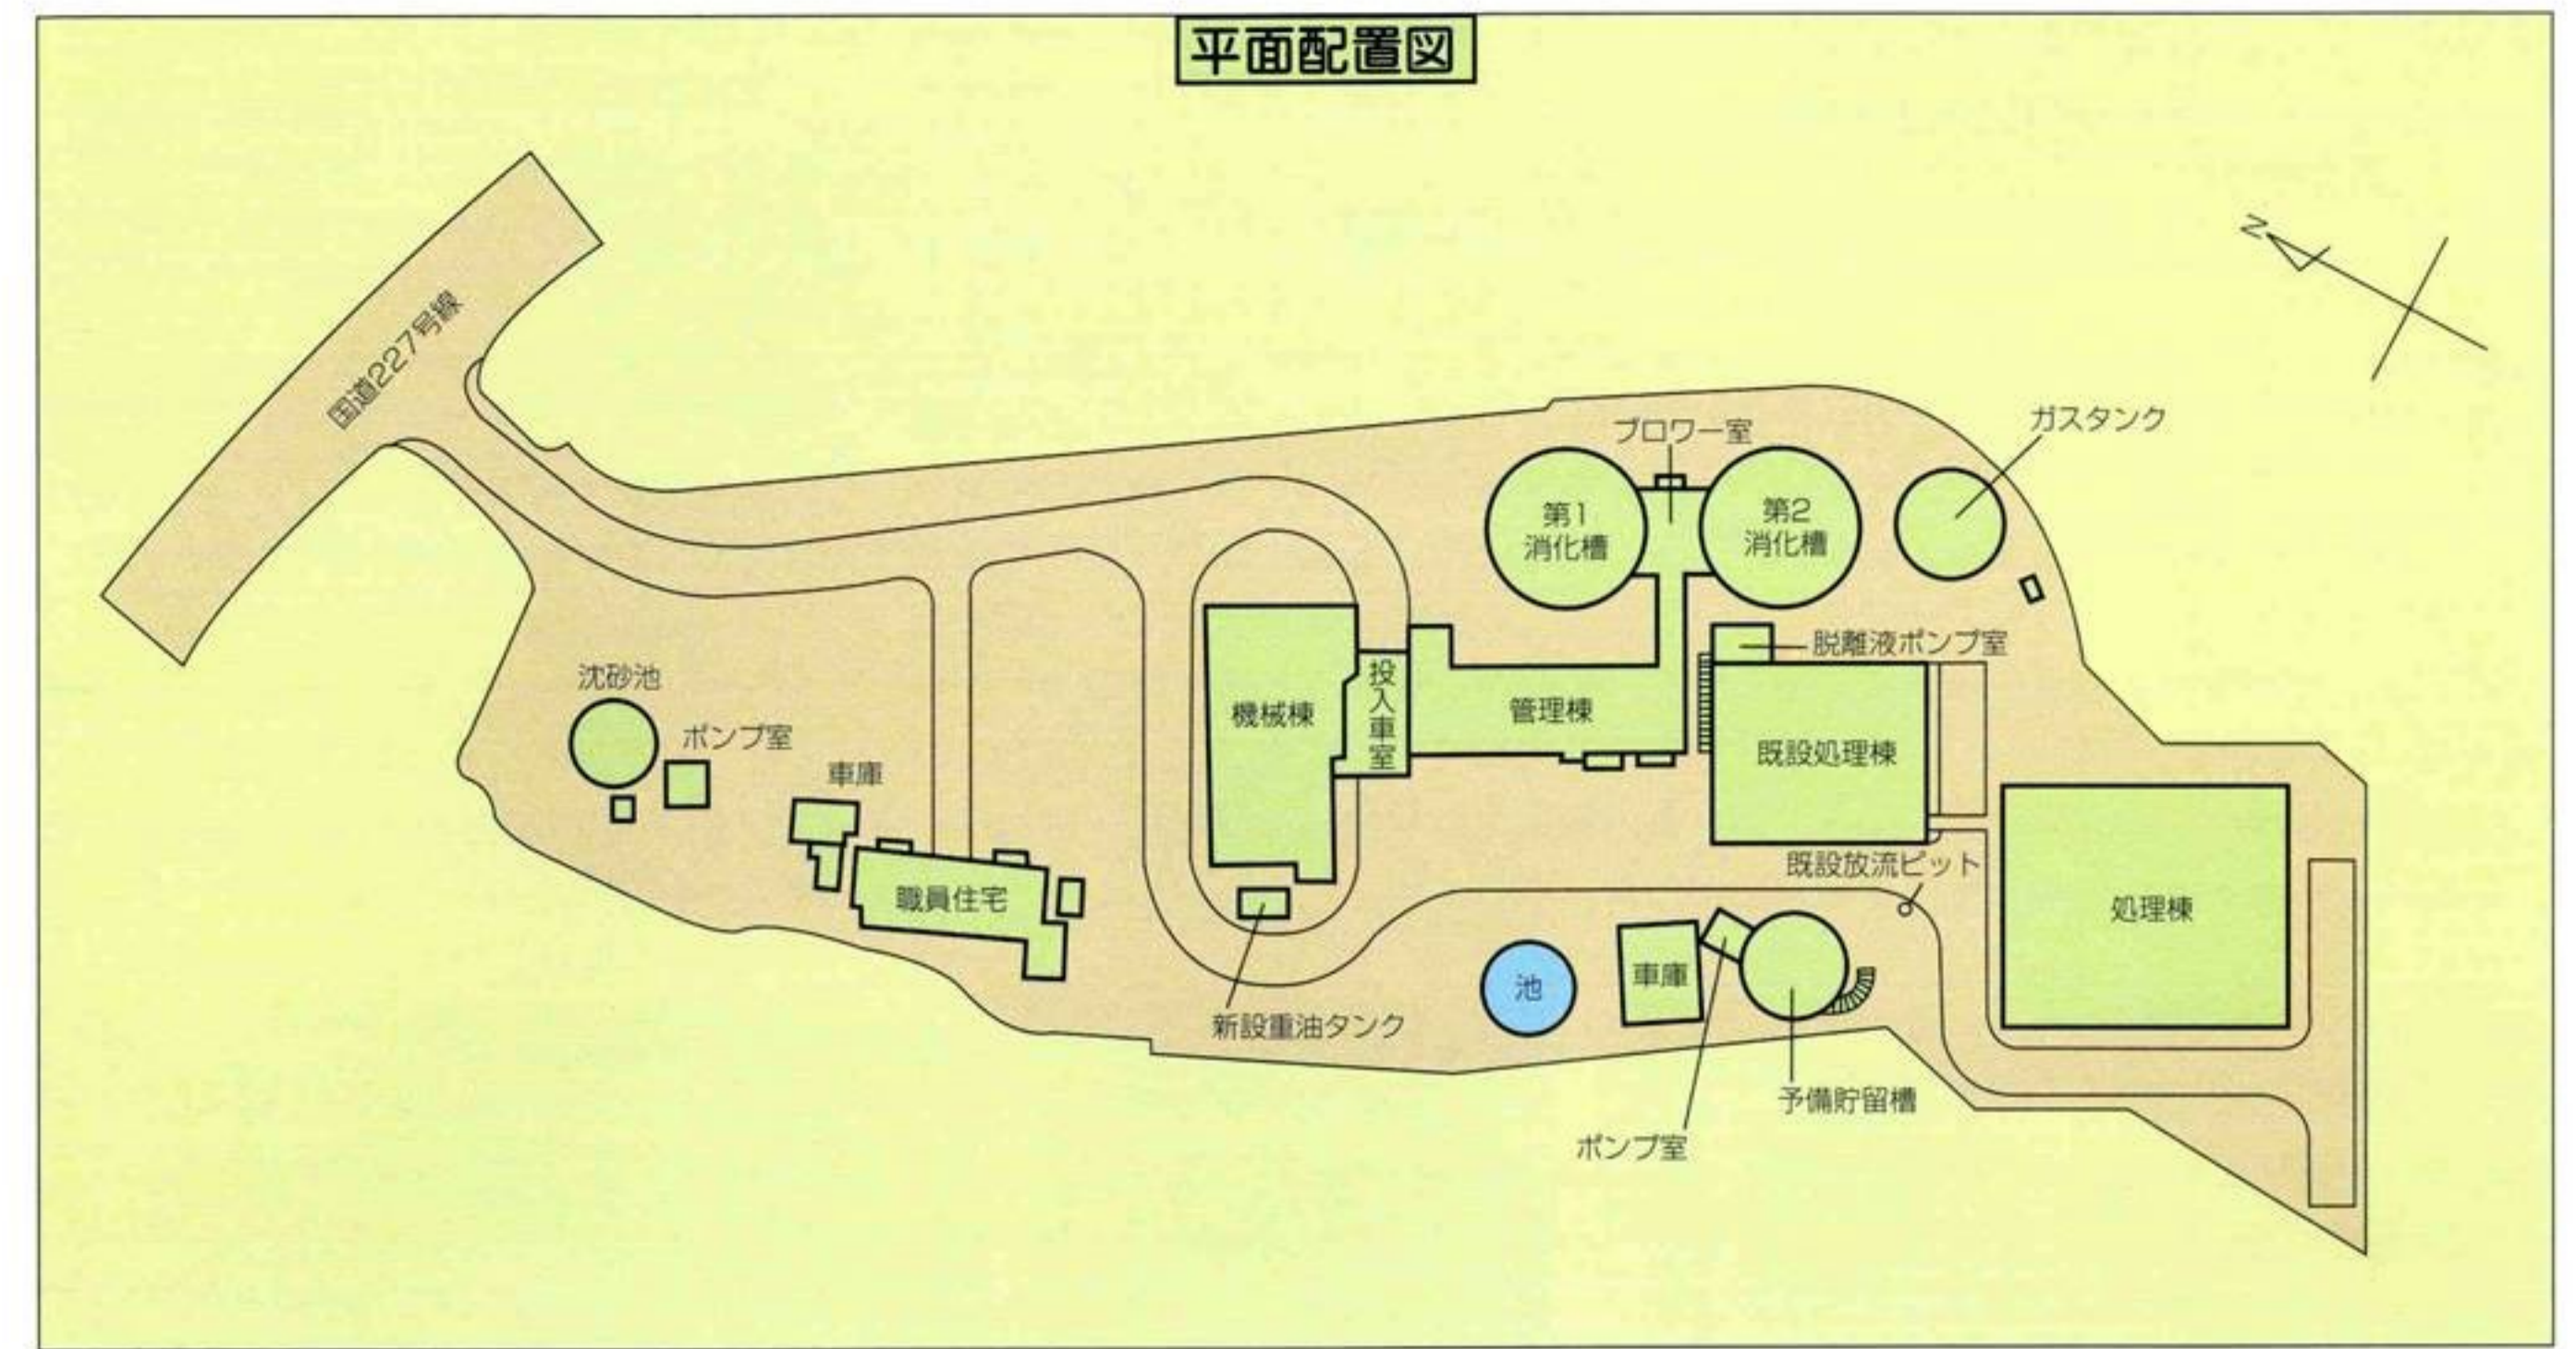 平面配置図
N
国道227号線
ガスタンク
ブロワー室
第1
消化槽
第2
消化槽
脱離液ポンプ室
沈砂池
ポンプ室
車庫
機械棟
投入車室
管理棟
既設処理棟
既設放流ピット
職員住宅
処理棟
池
車庫
新設重油タンク
予備貯留槽
ポンプ室